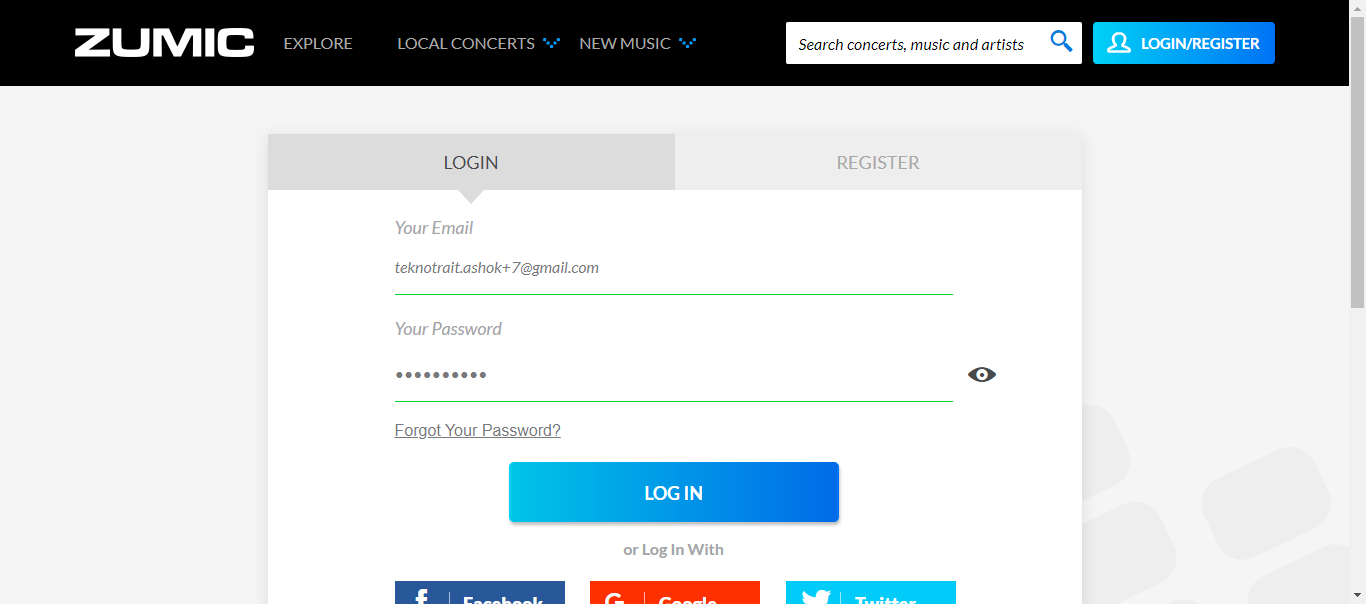 ZUMIC EXPLORE LOCAL CONCERTS NEW MUSIC Search concerts, music and artists LOGIN/REGISTER
LOGIN REGISTER
Your Email
teknotrait.ashok+7@gmail.com
Your Password
••••••••••
Forgot Your Password?
LOG IN
or Log In With
Facebook Google Twitter